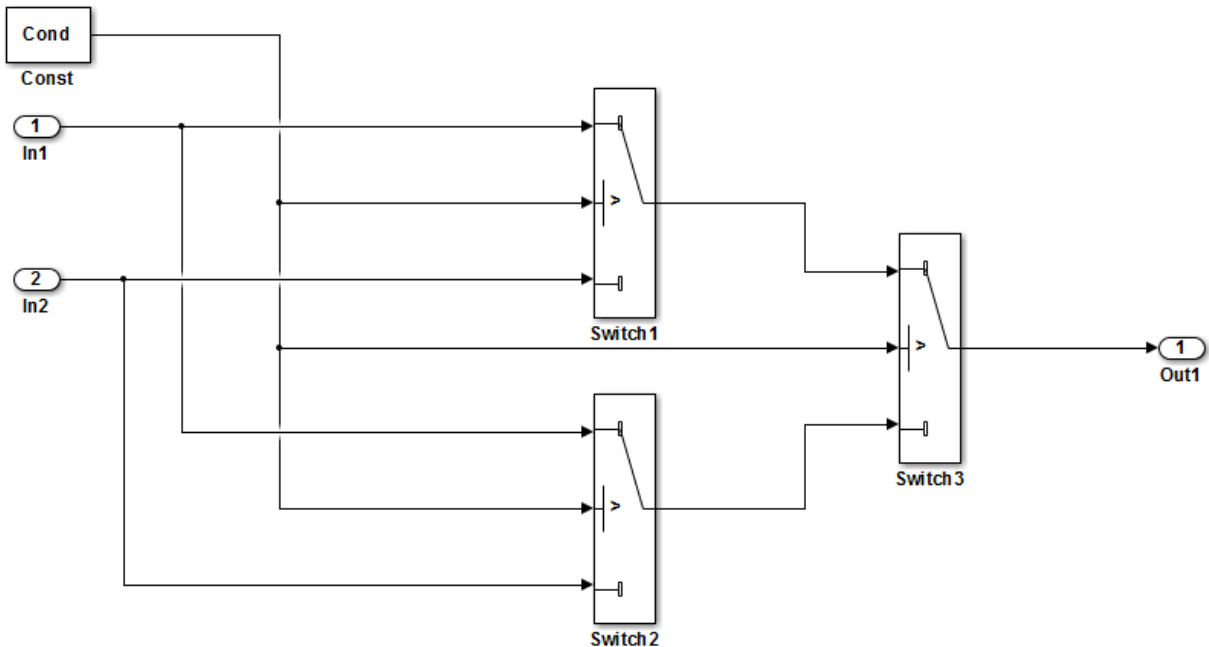 Cond
Const
1
In1
>
2
In2
Switch1
>
1
Out1
>
Switch3
Switch2